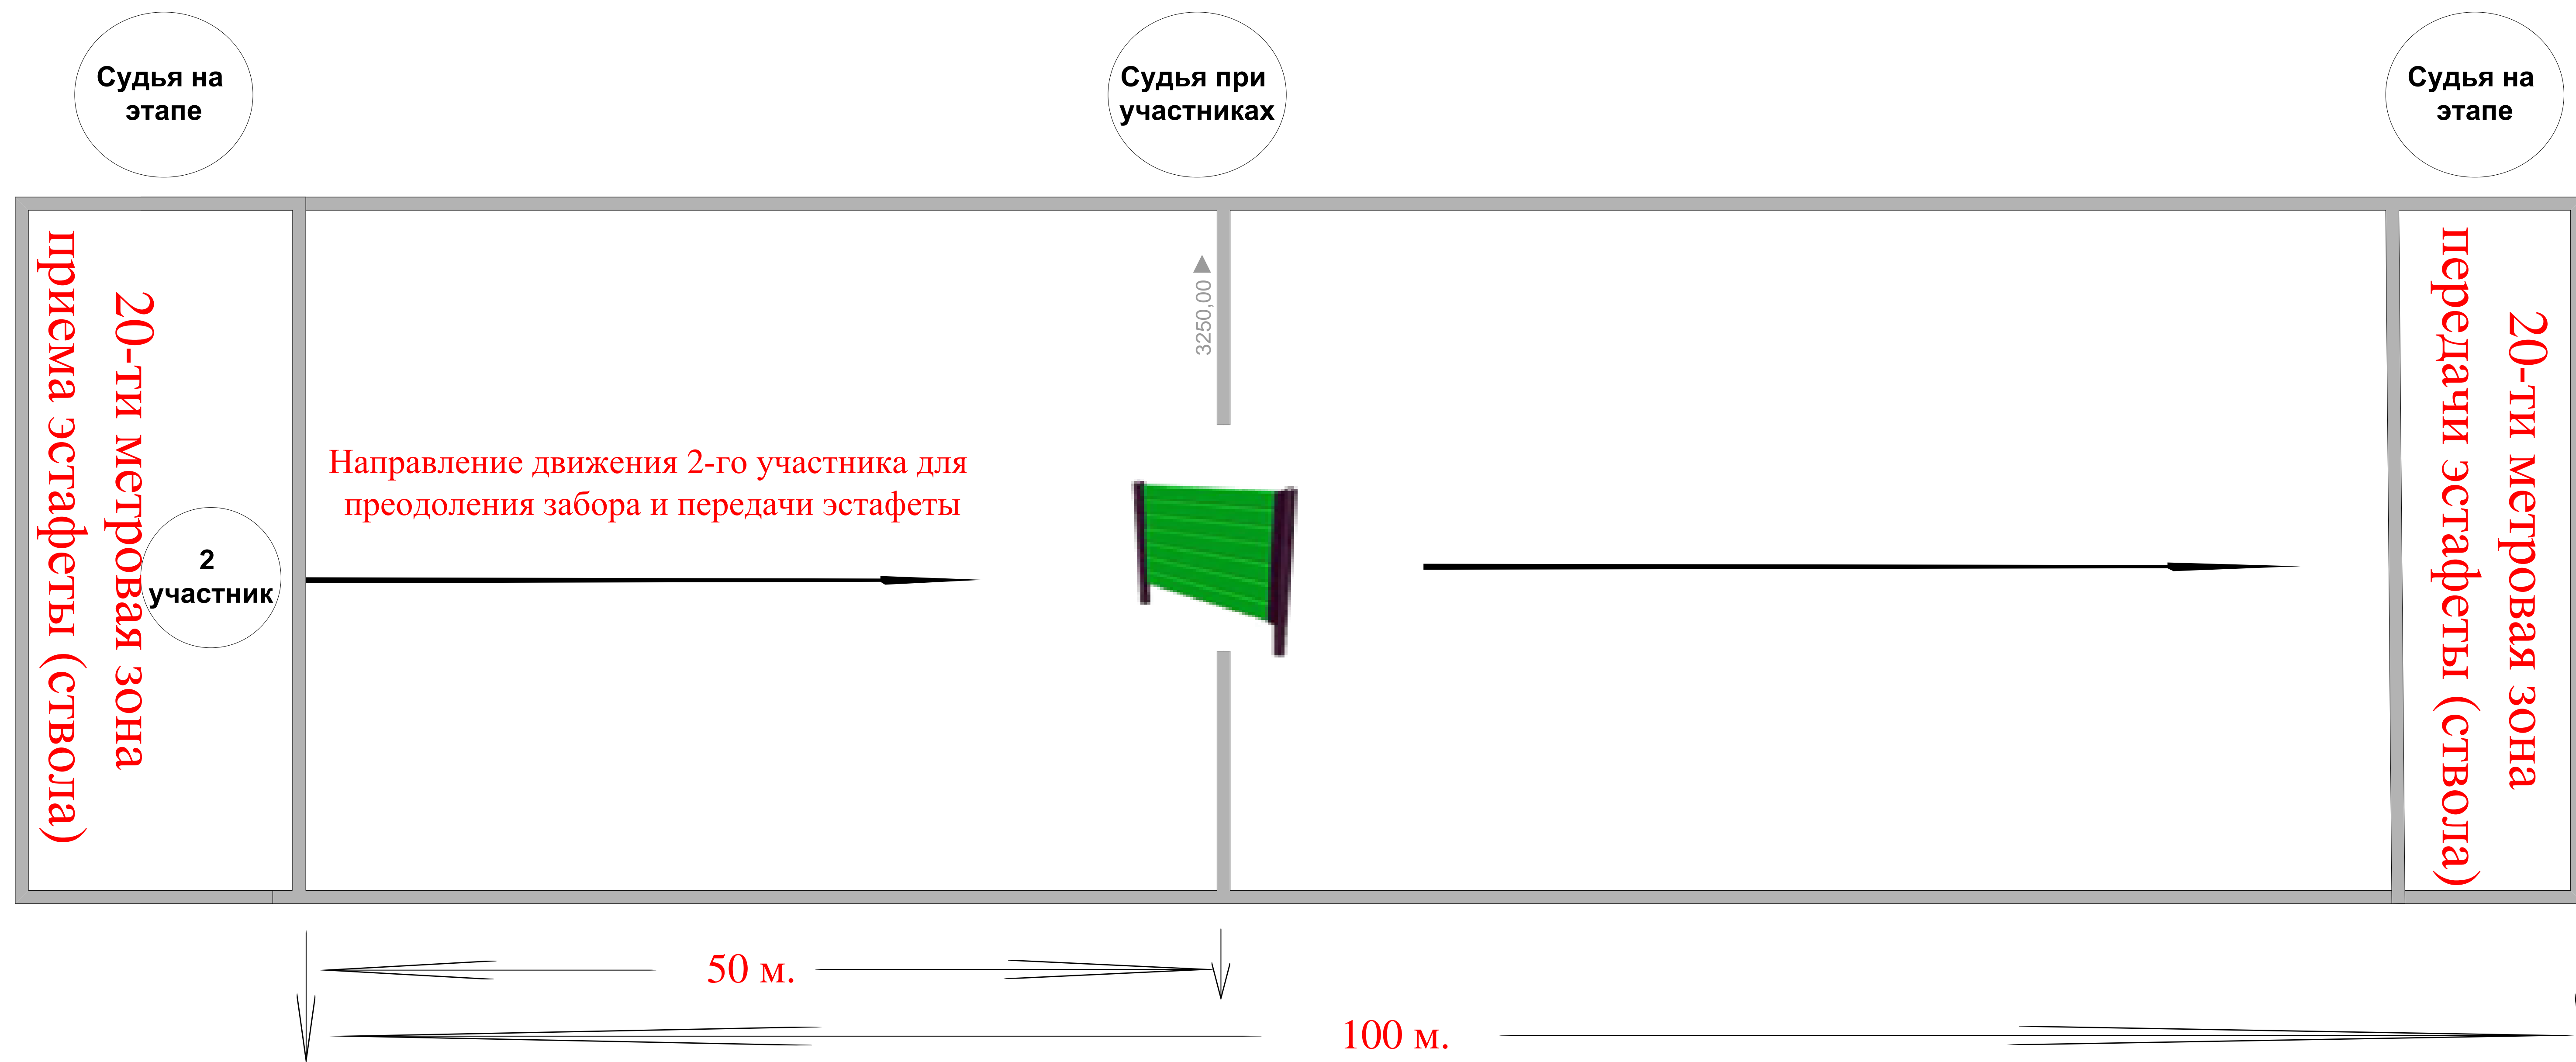 Судья на
этапе
Судья при
участниках
Судья на
этапе
20-ти метровая зона
приема эстафеты (ствола)
2
участник
Направление движения 2-го участника для
преодоления забора и передачи эстафеты
3250,00
20-ти метровая зона
передачи эстафеты (ствола)
50 м.
100 м.